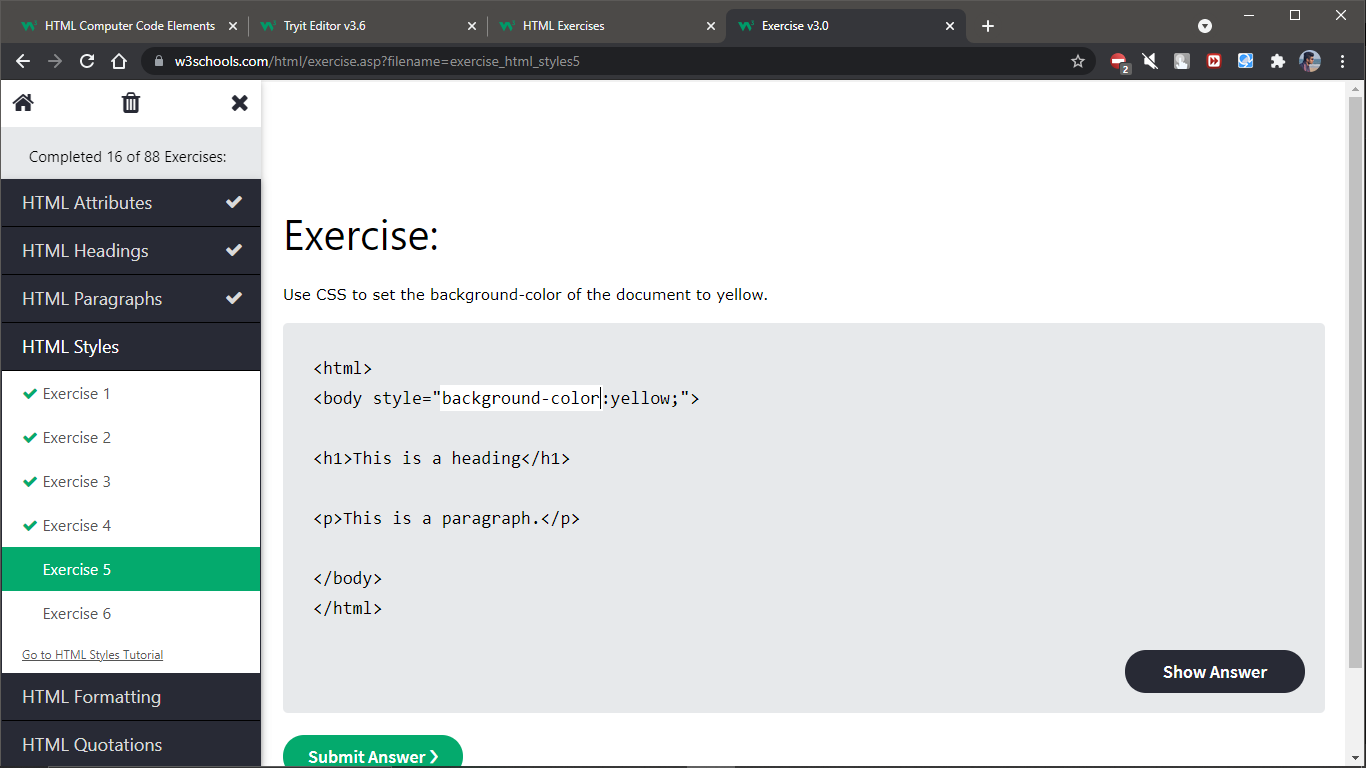 HTML Computer Code Elements
Tryit Editor v3.6
HTML Exercises
Exercise v3.0
w3schools.com/html/exercise.asp?filename=exercise_html_styles5
2
Completed 16 of 88 Exercises:
HTML Attributes
HTML Headings
HTML Paragraphs
HTML Styles
Exercise 1
Exercise 2
Exercise 3
Exercise 4
Exercise 5
Exercise 6
Go to HTML Styles Tutorial
HTML Formatting
HTML Quotations
Exercise:
Use CSS to set the background-color of the document to yellow.
<html>
<body style="background-color:yellow;">
<h1>This is a heading</h1>
<p>This is a paragraph.</p>
</body>
</html>
Show Answer
Submit Answer ❯